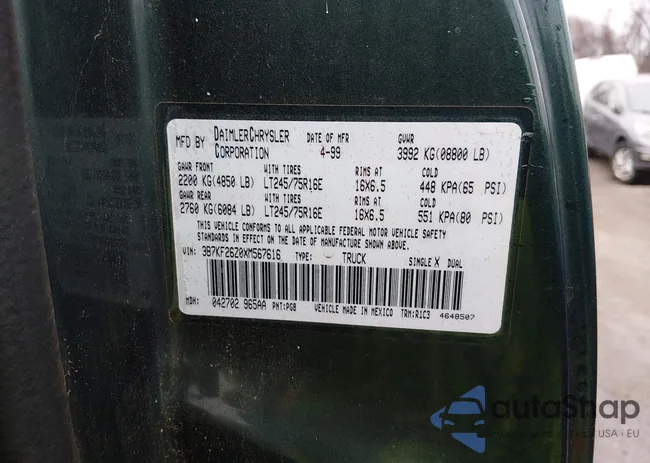 MFD BY DAIMLERCHRYSLER CORPORATION DATE OF MFR 4-99 GVWR 3992 KG(08800 LB)
GAWR FRONT WITH TIRES RIMS AT COLD
2200 KG(4850 LB) LT245/75R16E 16X6.5 448 KPA(65 PSI)
GAWR REAR WITH TIRES RIMS AT COLD
2760 KG(6084 LB) LT245/75R16E 16X6.5 551 KPA(80 PSI)
THIS VEHICLE CONFORMS TO ALL APPLICABLE FEDERAL MOTOR VEHICLE SAFETY
STANDARDS IN EFFECT ON THE DATE OF MANUFACTURE SHOWN ABOVE.
VIN: 3B7KF26Z0XM567616 TYPE: TRUCK SINGLE X DUAL
MDH: 042702 965AA PNT:PGB VEHICLE MADE IN MEXICO TRM:R1C3 4648507
autoShap
USA | EU